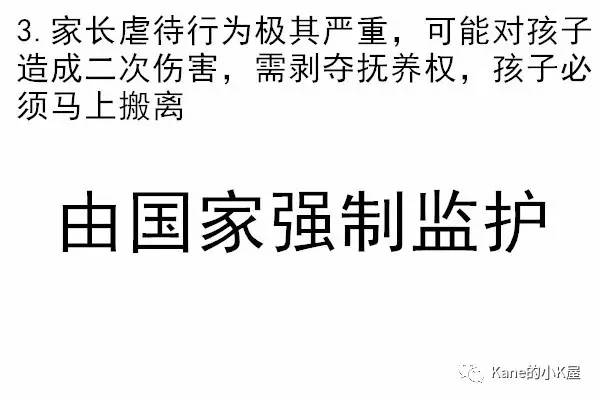 3. 家长虐待行为极其严重，可能对孩子
造成二次伤害，需剥夺抚养权，孩子必
须马上搬离
由国家强制监护
Kane的小K屋